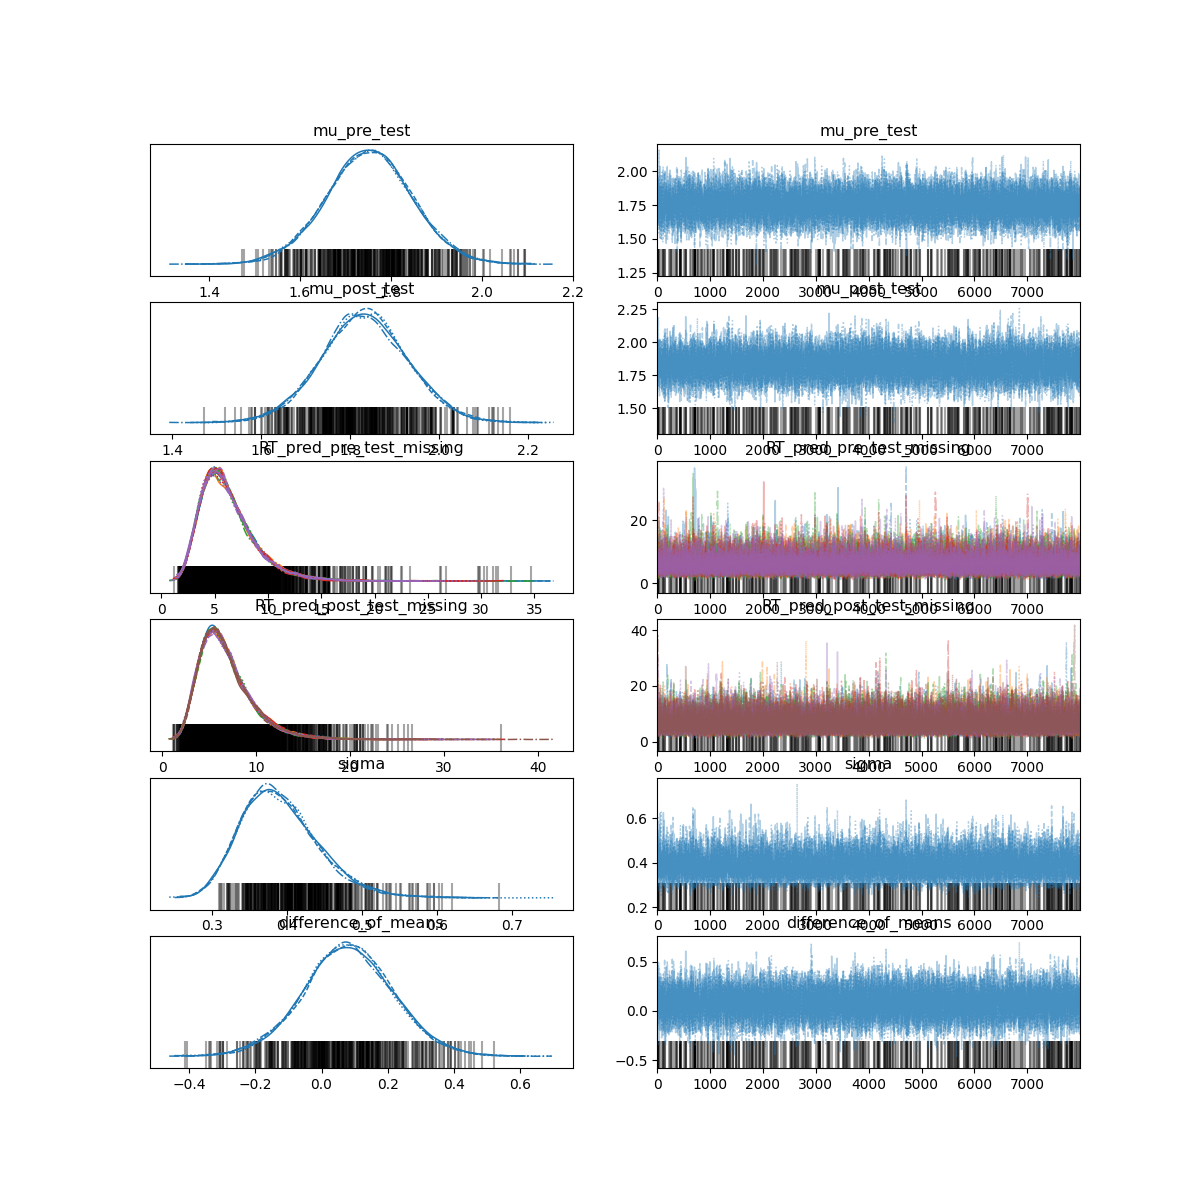 mu_pre_test mu_pre_test
2.00
1.75
1.50
1.25
1.4 1.6 1.8 2.0 2.2 0 1000 2000 3000 4000 5000 6000 7000
mu_post_test mu_post_test
2.25
2.00
1.75
1.50
1.4 1.6 1.8 2.0 2.2 0 1000 2000 3000 4000 5000 6000 7000
RT_pred_pre_test_missing RT_pred_pre_test_missing
20
0
0 5 10 15 20 25 30 35 0 1000 2000 3000 4000 5000 6000 7000
RT_pred_post_test_missing RT_pred_post_test_missing
40
20
0
0 10 20 30 40 0 1000 2000 3000 4000 5000 6000 7000
sigma sigma
0.6
0.4
0.2
0.3 0.4 0.5 0.6 0.7 0 1000 2000 3000 4000 5000 6000 7000
difference_of_means difference_of_means
0.5
0.0
−0.5
−0.4 −0.2 0.0 0.2 0.4 0.6 0 1000 2000 3000 4000 5000 6000 7000